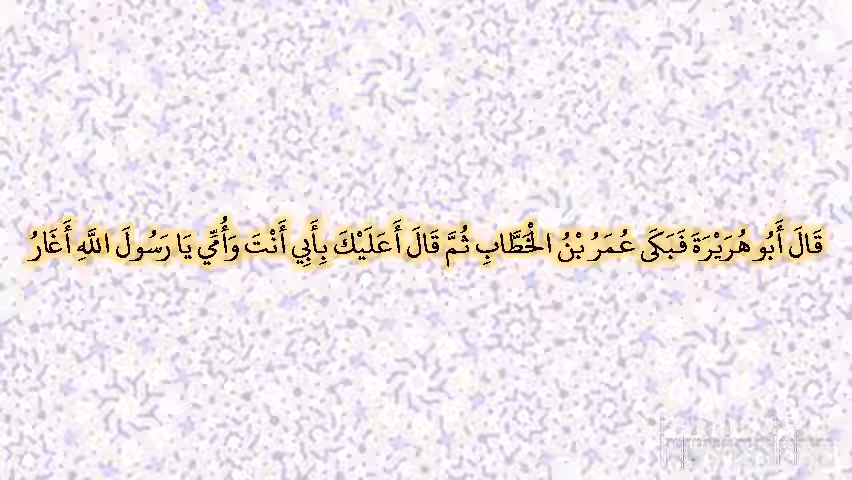 قَالَ أَبُو هُرَيْرَةَ فَبَكَى عُمَرُ بْنُ الْخَطَّابِ ثُمَّ قَالَ أَعَلَيْكَ بِأَبِي أَنْتَ وَأُمِّي يَا رَسُولَ اللَّهِ أَغَارُ